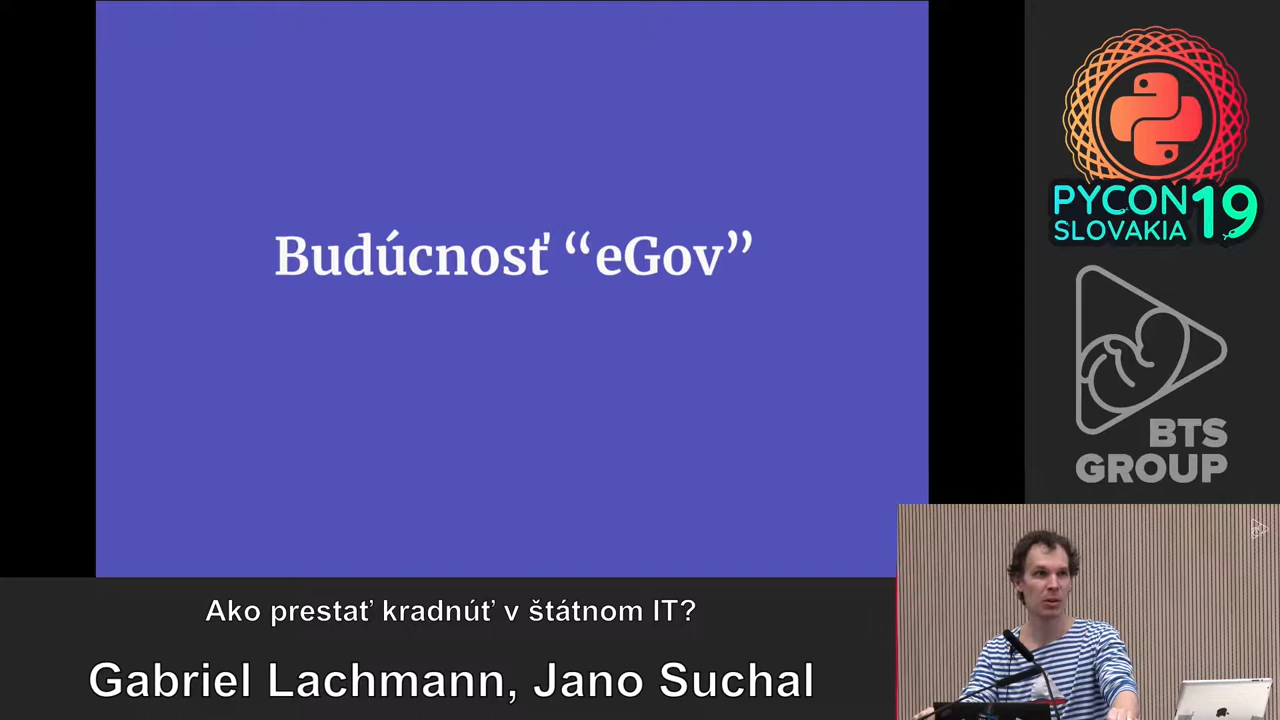 Budúcnosť “eGov”
PYCON 19
SLOVAKIA
BTS
GROUP
Ako prestať kradnúť v štátnom IT?
Gabriel Lachmann, Jano Suchal